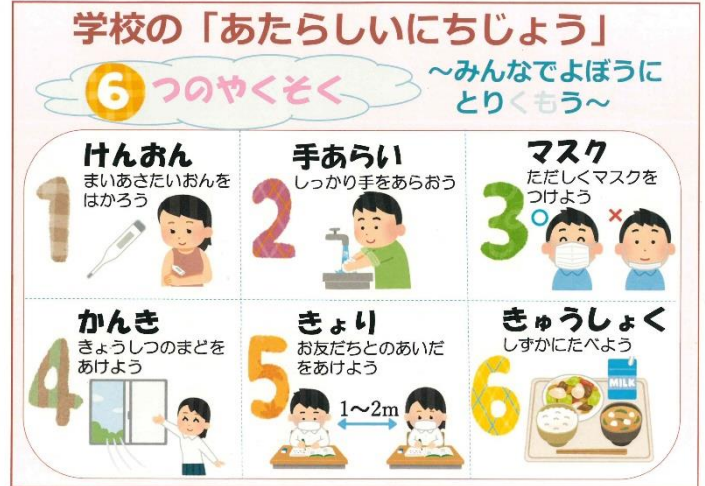 学校の「あたらしいにちじょう」
6つのやくそく
～みんなでよぼうに
とりくもう～
1
けんおん
まいあさたいおんを
はかろう
2
手あらい
しっかり手をあらおう
3
マスク
ただしくマスクを
つけよう
○ ×
4
かんき
きょうしつのまどを
あけよう
5
きょり
お友だちとのあいだ
をあけよう
1～2m
6
きゅうしょく
しずかにたべよう
MILK